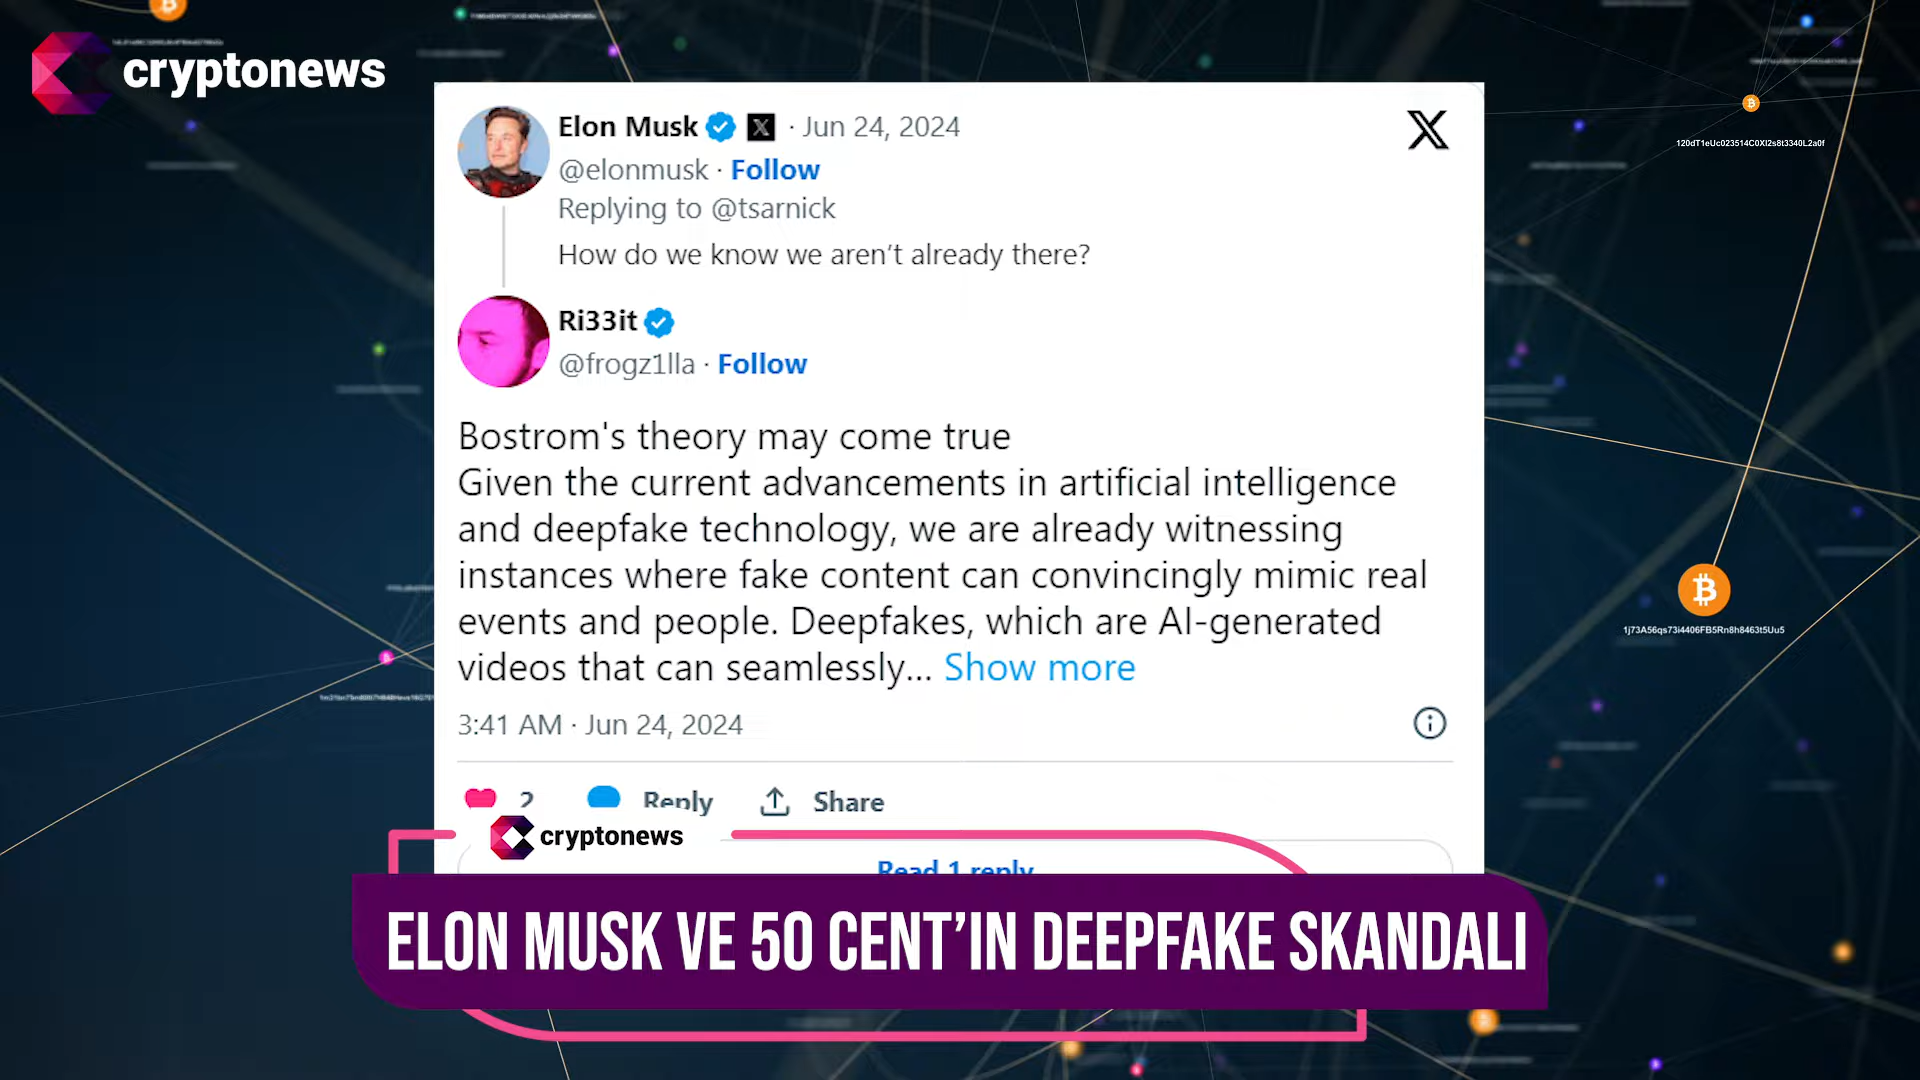 cryptonews
Elon Musk · Jun 24, 2024
@elonmusk · Follow
Replying to @tsarnick
How do we know we aren’t already there?
Ri33it
@frogz1lla · Follow
Bostrom's theory may come true
Given the current advancements in artificial intelligence
and deepfake technology, we are already witnessing
instances where fake content can convincingly mimic real
events and people. Deepfakes, which are AI-generated
videos that can seamlessly... Show more
3:41 AM · Jun 24, 2024
2 Reply Share
cryptonews
Read 1 reply
ELON MUSK VE 50 CENT’IN DEEPFAKE SKANDALI
120dT1eUc023514C0XI2s8t3340L2a0f
1j73A56qs73i4406FB5Rn8h8463t5Uu5